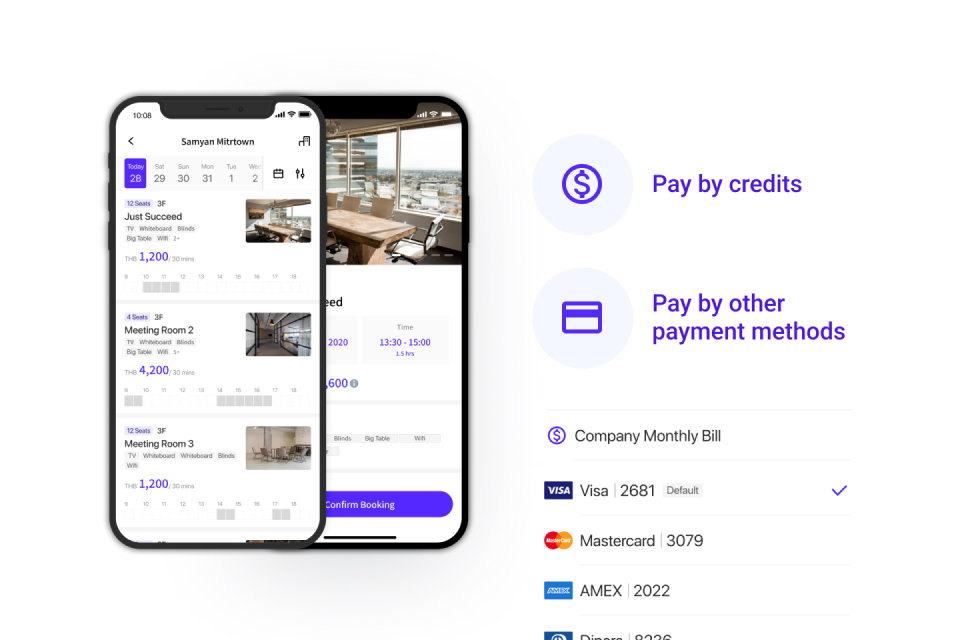 10:08
Samyan Mitrtown
Today Sat Sun Mon Tue
28 29 30 31 1 2
12 Seats 3F
Just Succeed
TV Whiteboard Blinds
Big Table Wifi 2+
THB 1,200/ 30 mins
9 10 11 12 13 14 15 16 17 18
4 Seats 3F
Meeting Room 2
TV Whiteboard Blinds
Big Table Wifi 5+
THB 4,200/ 30 mins
9 10 11 12 13 14 15 16 17 18
12 Seats 3F
Meeting Room 3
TV Whiteboard Whiteboard Blinds
Wifi
THB 1,200/ 30 mins
9 10 11 12 13 14 15 16 17 18
eed
2020
Time
13:30 - 15:00
1.5 hrs
,600
Blinds Big Table Wifi
Confirm Booking
Pay by credits
Pay by other
payment methods
Company Monthly Bill
VISA Visa | 2681 Default
MasterCard Mastercard | 3079
AMEX AMEX | 2022